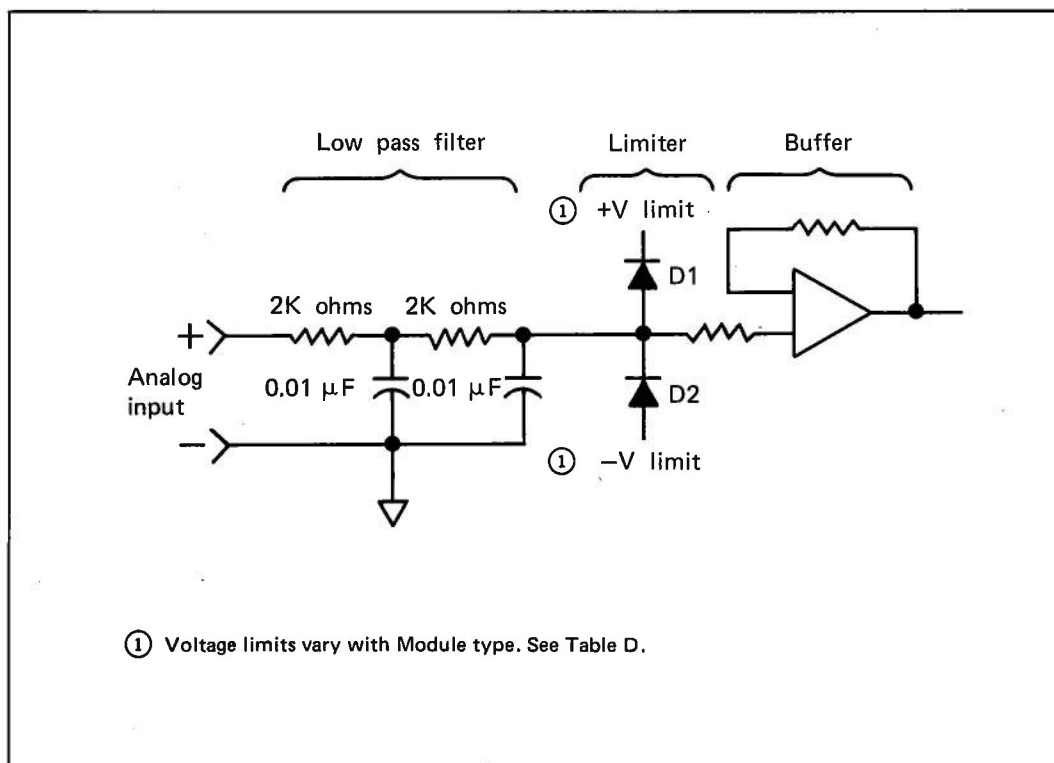 Low pass filter
Limiter
Buffer
① +V limit
D1
2K ohms
2K ohms
+
Analog
input
−
0.01 μF
0.01 μF
D2
① −V limit
① Voltage limits vary with Module type. See Table D.